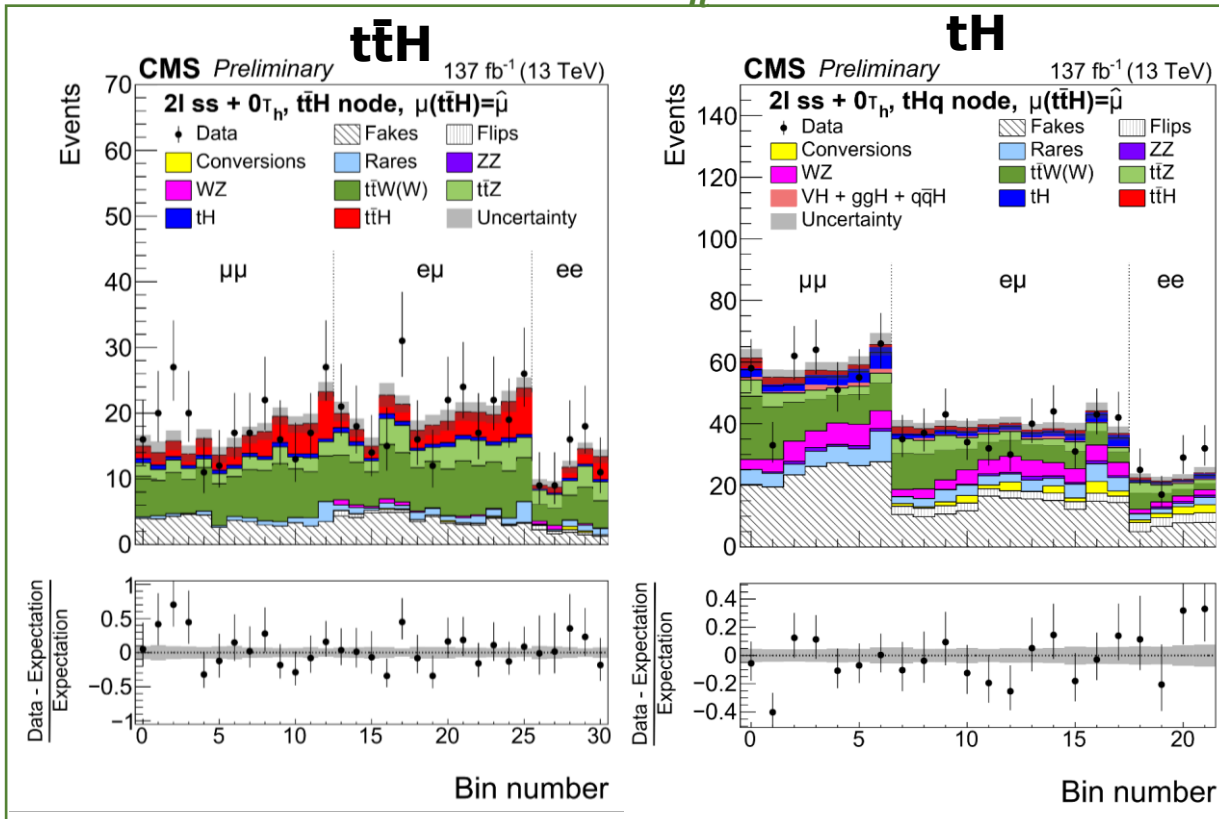 tt̄H
CMS Preliminary 137 fb⁻¹ (13 TeV)
2l ss + 0τh, tt̄H node, μ(tt̄H)=μ̂
Data Fakes Flips
Conversions Rares ZZ
WZ tt̄W(W) tt̄Z
tH tt̄H Uncertainty
μμ eμ ee
Events
70
60
50
40
30
20
10
0
Data - Expectation
Expectation
1
0.5
0
−0.5
−1
0 5 10 15 20 25 30
Bin number
tH
CMS Preliminary 137 fb⁻¹ (13 TeV)
2l ss + 0τh, tHq node, μ(tt̄H)=μ̂
Data Fakes Flips
Conversions Rares ZZ
WZ tt̄W(W) tt̄Z
VH + ggH + qq̄H tH tt̄H
Uncertainty
μμ eμ ee
Events
140
120
100
80
60
40
20
0
Data - Expectation
Expectation
0.4
0.2
0
−0.2
−0.4
0 5 10 15 20
Bin number